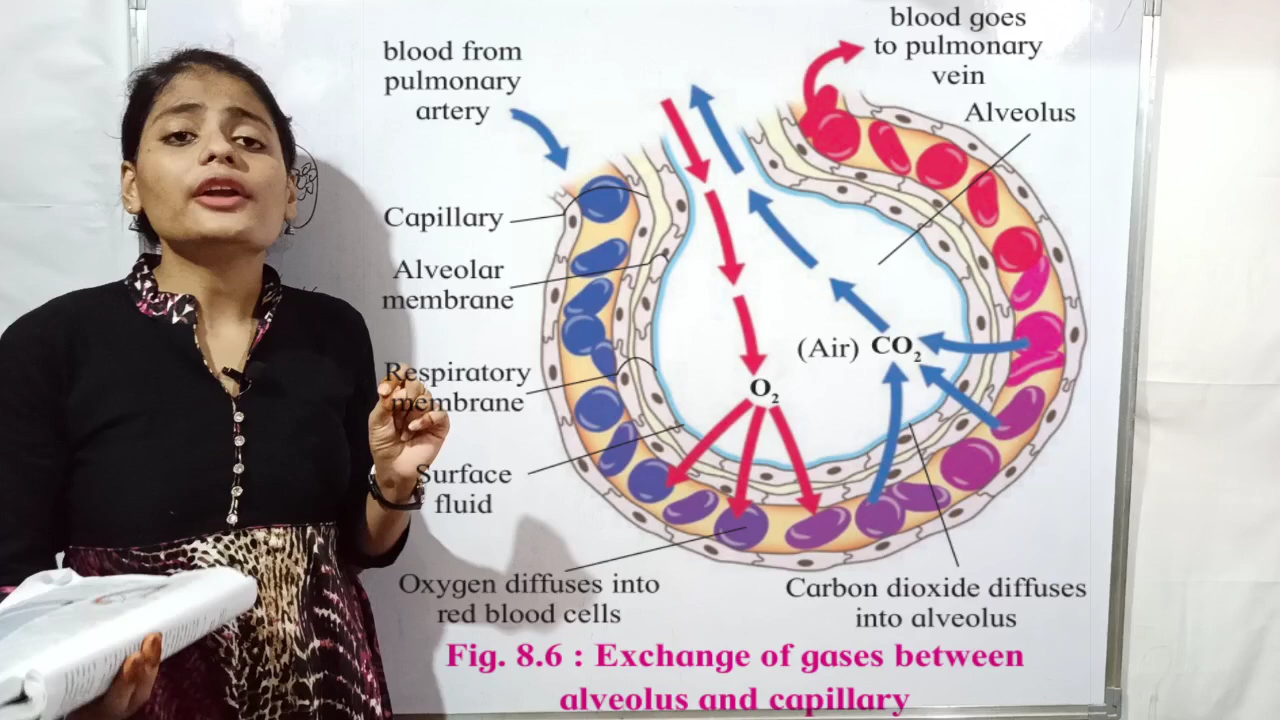 blood from
pulmonary
artery
blood goes
to pulmonary
vein
Alveolus
Capillary
Alveolar
membrane
Respiratory
membrane
(Air) CO₂
O₂
Surface
fluid
Oxygen diffuses into
red blood cells
Carbon dioxide diffuses
into alveolus
Fig. 8.6 : Exchange of gases between
alveolus and capillary